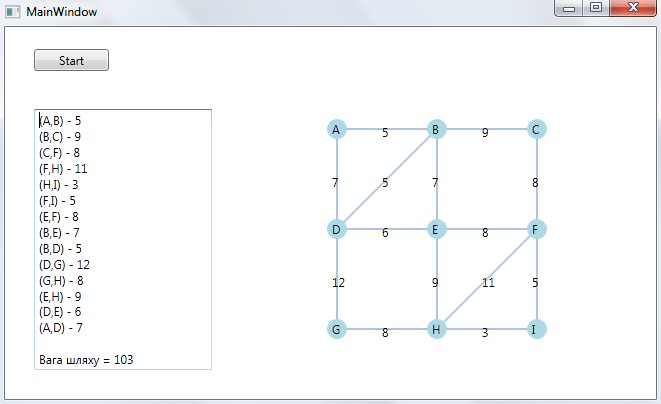 MainWindow
Start
(A,B) - 5
(B,C) - 9
(C,F) - 8
(F,H) - 11
(H,I) - 3
(F,I) - 5
(E,F) - 8
(B,E) - 7
(B,D) - 5
(D,G) - 12
(G,H) - 8
(E,H) - 9
(D,E) - 6
(A,D) - 7
Вага шляху = 103
A 5 B 9 C
7 5 7 8
D 6 E 8 F
12 9 11 5
G 8 H 3 I